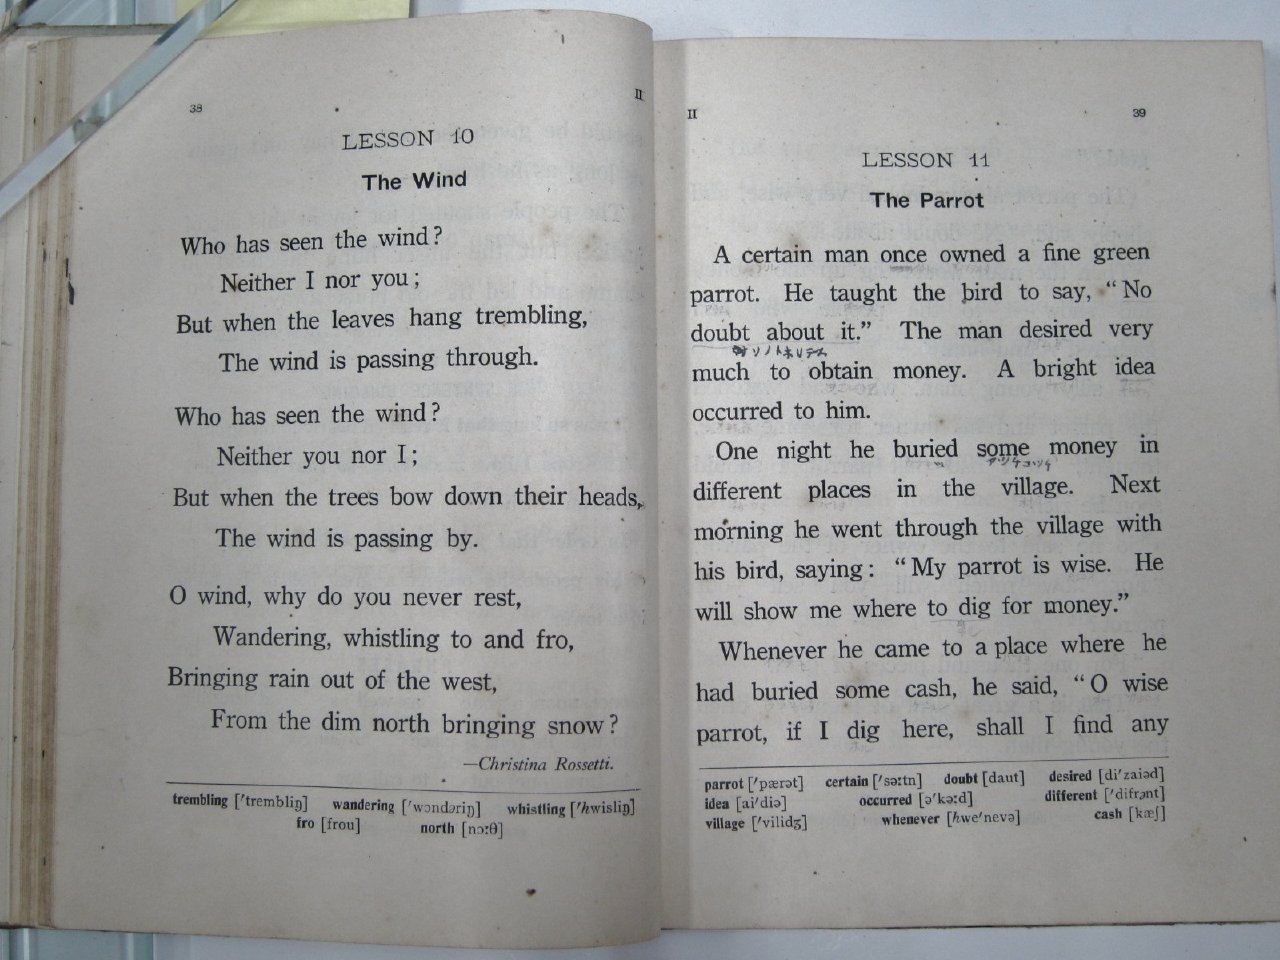 38
II
LESSON 10
The Wind
Who has seen the wind?
Neither I nor you;
But when the leaves hang trembling,
The wind is passing through.
Who has seen the wind?
Neither you nor I;
But when the trees bow down their heads,
The wind is passing by.
O wind, why do you never rest,
Wandering, whistling to and fro,
Bringing rain out of the west,
From the dim north bringing snow?
—Christina Rossetti.
trembling ['trembliŋ] wandering ['wɔndəriŋ] whistling ['hwisliŋ]
fro [frou] north [nɔ:θ]
II
39
LESSON 11
The Parrot
A certain man once owned a fine green
parrot. He taught the bird to say, “No
doubt about it.” The man desired very
much to obtain money. A bright idea
occurred to him.
One night he buried some money in
different places in the village. Next
morning he went through the village with
his bird, saying: “My parrot is wise. He
will show me where to dig for money.”
Whenever he came to a place where he
had buried some cash, he said, “O wise
parrot, if I dig here, shall I find any
parrot ['pærət] certain ['sə:tn] doubt [daut] desired [di'zaiəd]
idea [ai'diə] occurred [ə'kə:d] different ['difrənt]
village ['vilidʒ] whenever [hwe'nevə] cash [kæʃ]